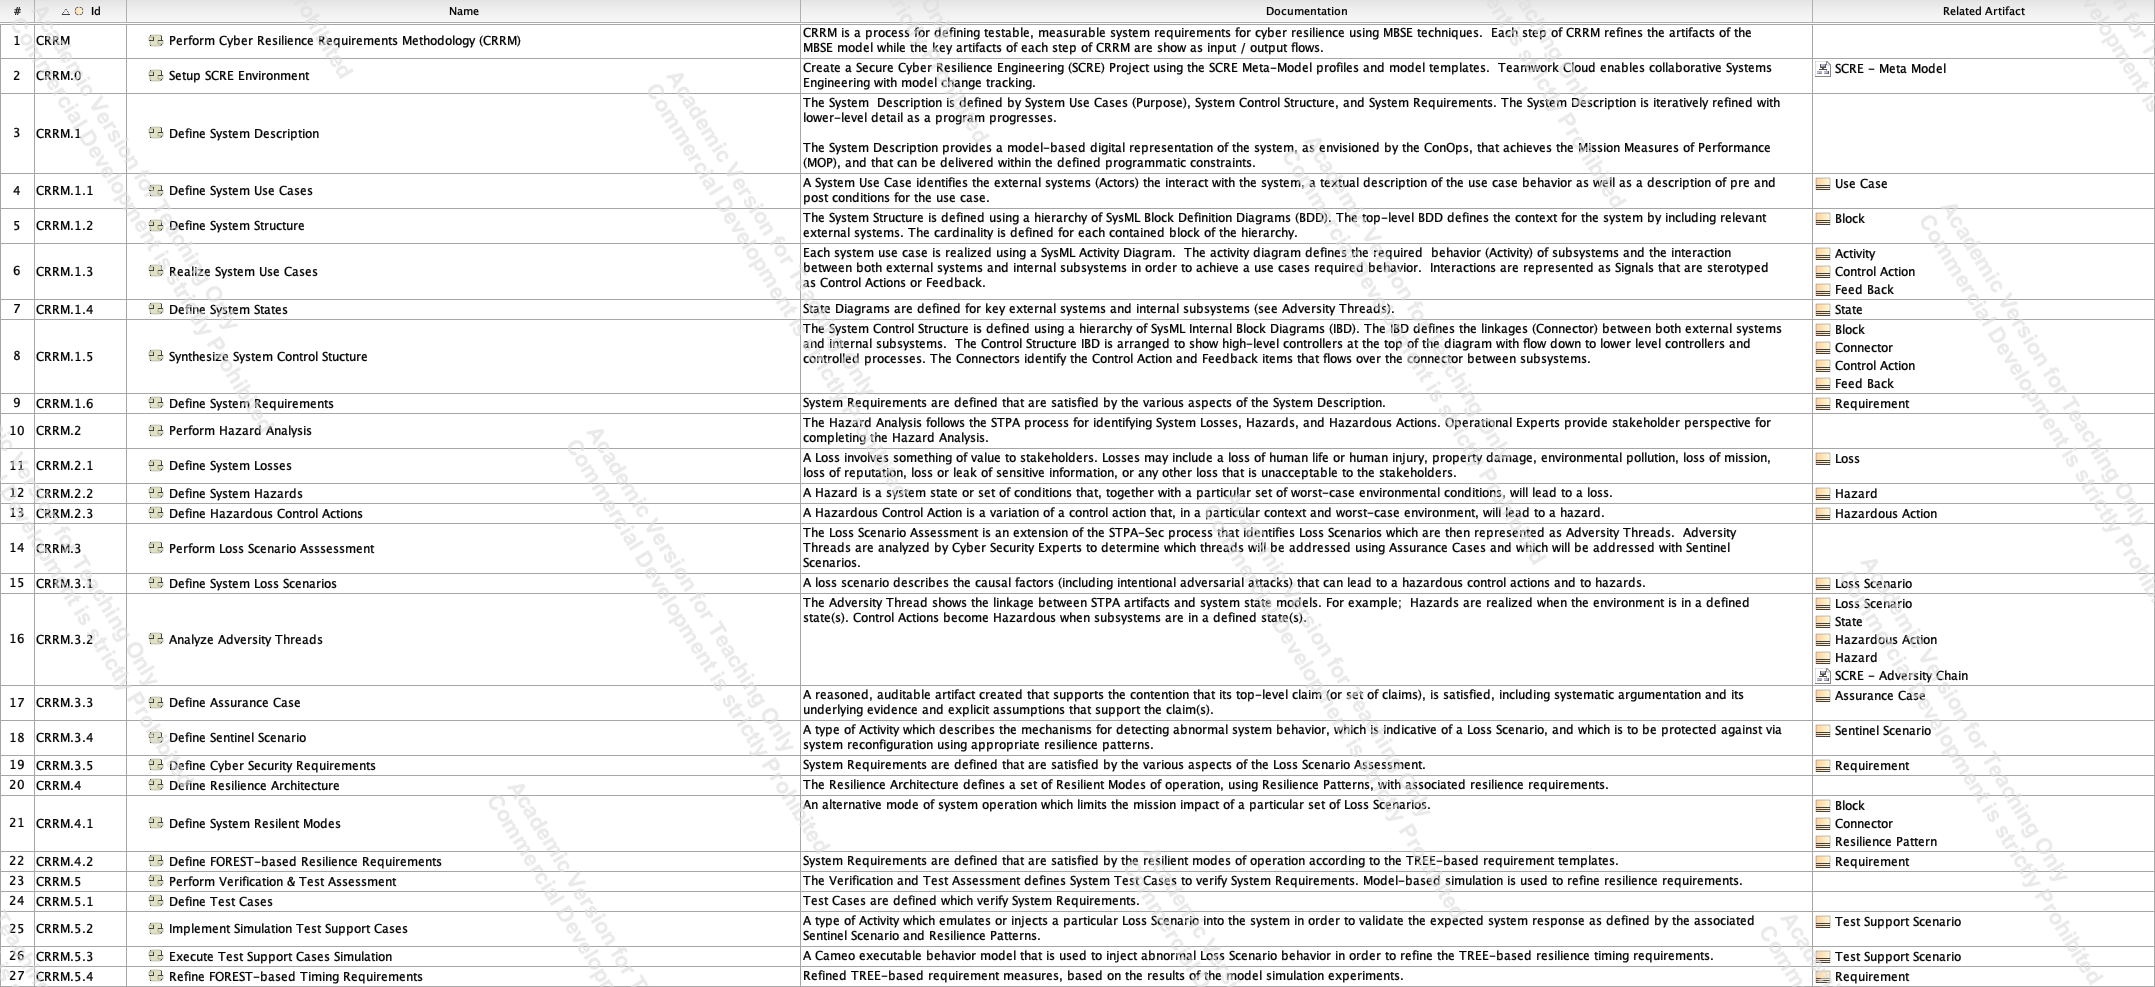 # Id Name Documentation Related Artifact
1 CRRM Perform Cyber Resilience Requirements Methodology (CRRM)
CRRM is a process for defining testable, measurable system requirements for cyber resilience using MBSE techniques. Each step of CRRM refines the artifacts of the
MBSE model while the key artifacts of each step of CRRM are show as input / output flows.
2 CRRM.0 Setup SCRE Environment
Create a Secure Cyber Resilience Engineering (SCRE) Project using the SCRE Meta-Model profiles and model templates. Teamwork Cloud enables collaborative Systems
Engineering with model change tracking.
SCRE - Meta Model
3 CRRM.1 Define System Description
The System Description is defined by System Use Cases (Purpose), System Control Structure, and System Requirements. The System Description is iteratively refined with
lower-level detail as a program progresses.
The System Description provides a model-based digital representation of the system, as envisioned by the ConOps, that achieves the Mission Measures of Performance
(MOP), and that can be delivered within the defined programmatic constraints.
4 CRRM.1.1 Define System Use Cases
A System Use Case identifies the external systems (Actors) the interact with the system, a textual description of the use case behavior as well as a description of pre and
post conditions for the use case.
Use Case
5 CRRM.1.2 Define System Structure
The System Structure is defined using a hierarchy of SysML Block Definition Diagrams (BDD). The top-level BDD defines the context for the system by including relevant
external systems. The cardinality is defined for each contained block of the hierarchy.
Block
6 CRRM.1.3 Realize System Use Cases
Each system use case is realized using a SysML Activity Diagram. The activity diagram defines the required behavior (Activity) of subsystems and the interaction
between both external systems and internal subsystems in order to achieve a use cases required behavior. Interactions are represented as Signals that are sterotyped
as Control Actions or Feedback.
Activity
Control Action
Feed Back
7 CRRM.1.4 Define System States
State Diagrams are defined for key external systems and internal subsystems (see Adversity Threads).
State
8 CRRM.1.5 Synthesize System Control Stucture
The System Control Structure is defined using a hierarchy of SysML Internal Block Diagrams (IBD). The IBD defines the linkages (Connector) between both external systems
and internal subsystems. The Control Structure IBD is arranged to show high-level controllers at the top of the diagram with flow down to lower level controllers and
controlled processes. The Connectors identify the Control Action and Feedback items that flows over the connector between subsystems.
Block
Connector
Control Action
Feed Back
9 CRRM.1.6 Define System Requirements
System Requirements are defined that are satisfied by the various aspects of the System Description.
Requirement
10 CRRM.2 Perform Hazard Analysis
The Hazard Analysis follows the STPA process for identifying System Losses, Hazards, and Hazardous Actions. Operational Experts provide stakeholder perspective for
completing the Hazard Analysis.
11 CRRM.2.1 Define System Losses
A Loss involves something of value to stakeholders. Losses may include a loss of human life or human injury, property damage, environmental pollution, loss of mission,
loss of reputation, loss or leak of sensitive information, or any other loss that is unacceptable to the stakeholders.
Loss
12 CRRM.2.2 Define System Hazards
A Hazard is a system state or set of conditions that, together with a particular set of worst-case environmental conditions, will lead to a loss.
Hazard
13 CRRM.2.3 Define Hazardous Control Actions
A Hazardous Control Action is a variation of a control action that, in a particular context and worst-case environment, will lead to a hazard.
Hazardous Action
14 CRRM.3 Perform Loss Scenario Asssessment
The Loss Scenario Assessment is an extension of the STPA-Sec process that identifies Loss Scenarios which are then represented as Adversity Threads. Adversity
Threads are analyzed by Cyber Security Experts to determine which threads will be addressed using Assurance Cases and which will be addressed with Sentinel
Scenarios.
15 CRRM.3.1 Define System Loss Scenarios
A loss scenario describes the causal factors (including intentional adversarial attacks) that can lead to a hazardous control actions and to hazards.
Loss Scenario
16 CRRM.3.2 Analyze Adversity Threads
The Adversity Thread shows the linkage between STPA artifacts and system state models. For example; Hazards are realized when the environment is in a defined
state(s). Control Actions become Hazardous when subsystems are in a defined state(s).
Loss Scenario
State
Hazardous Action
Hazard
SCRE - Adversity Chain
17 CRRM.3.3 Define Assurance Case
A reasoned, auditable artifact created that supports the contention that its top-level claim (or set of claims), is satisfied, including systematic argumentation and its
underlying evidence and explicit assumptions that support the claim(s).
Assurance Case
18 CRRM.3.4 Define Sentinel Scenario
A type of Activity which describes the mechanisms for detecting abnormal system behavior, which is indicative of a Loss Scenario, and which is to be protected against via
system reconfiguration using appropriate resilience patterns.
Sentinel Scenario
19 CRRM.3.5 Define Cyber Security Requirements
System Requirements are defined that are satisfied by the various aspects of the Loss Scenario Assessment.
Requirement
20 CRRM.4 Define Resilience Architecture
The Resilience Architecture defines a set of Resilient Modes of operation, using Resilience Patterns, with associated resilience requirements.
21 CRRM.4.1 Define System Resilent Modes
An alternative mode of system operation which limits the mission impact of a particular set of Loss Scenarios.
Block
Connector
Resilience Pattern
22 CRRM.4.2 Define FOREST-based Resilience Requirements
System Requirements are defined that are satisfied by the resilient modes of operation according to the TREE-based requirement templates.
Requirement
23 CRRM.5 Perform Verification & Test Assessment
The Verification and Test Assessment defines System Test Cases to verify System Requirements. Model-based simulation is used to refine resilience requirements.
24 CRRM.5.1 Define Test Cases
Test Cases are defined which verify System Requirements.
25 CRRM.5.2 Implement Simulation Test Support Cases
A type of Activity which emulates or injects a particular Loss Scenario into the system in order to validate the expected system response as defined by the associated
Sentinel Scenario and Resilience Patterns.
Test Support Scenario
26 CRRM.5.3 Execute Test Support Cases Simulation
A Cameo executable behavior model that is used to inject abnormal Loss Scenario behavior in order to refine the TREE-based resilience timing requirements.
Test Support Scenario
27 CRRM.5.4 Refine FOREST-based Timing Requirements
Refined TREE-based requirement measures, based on the results of the model simulation experiments.
Requirement
Academic Version for Teaching Only
Commercial Development is strictly Prohibited